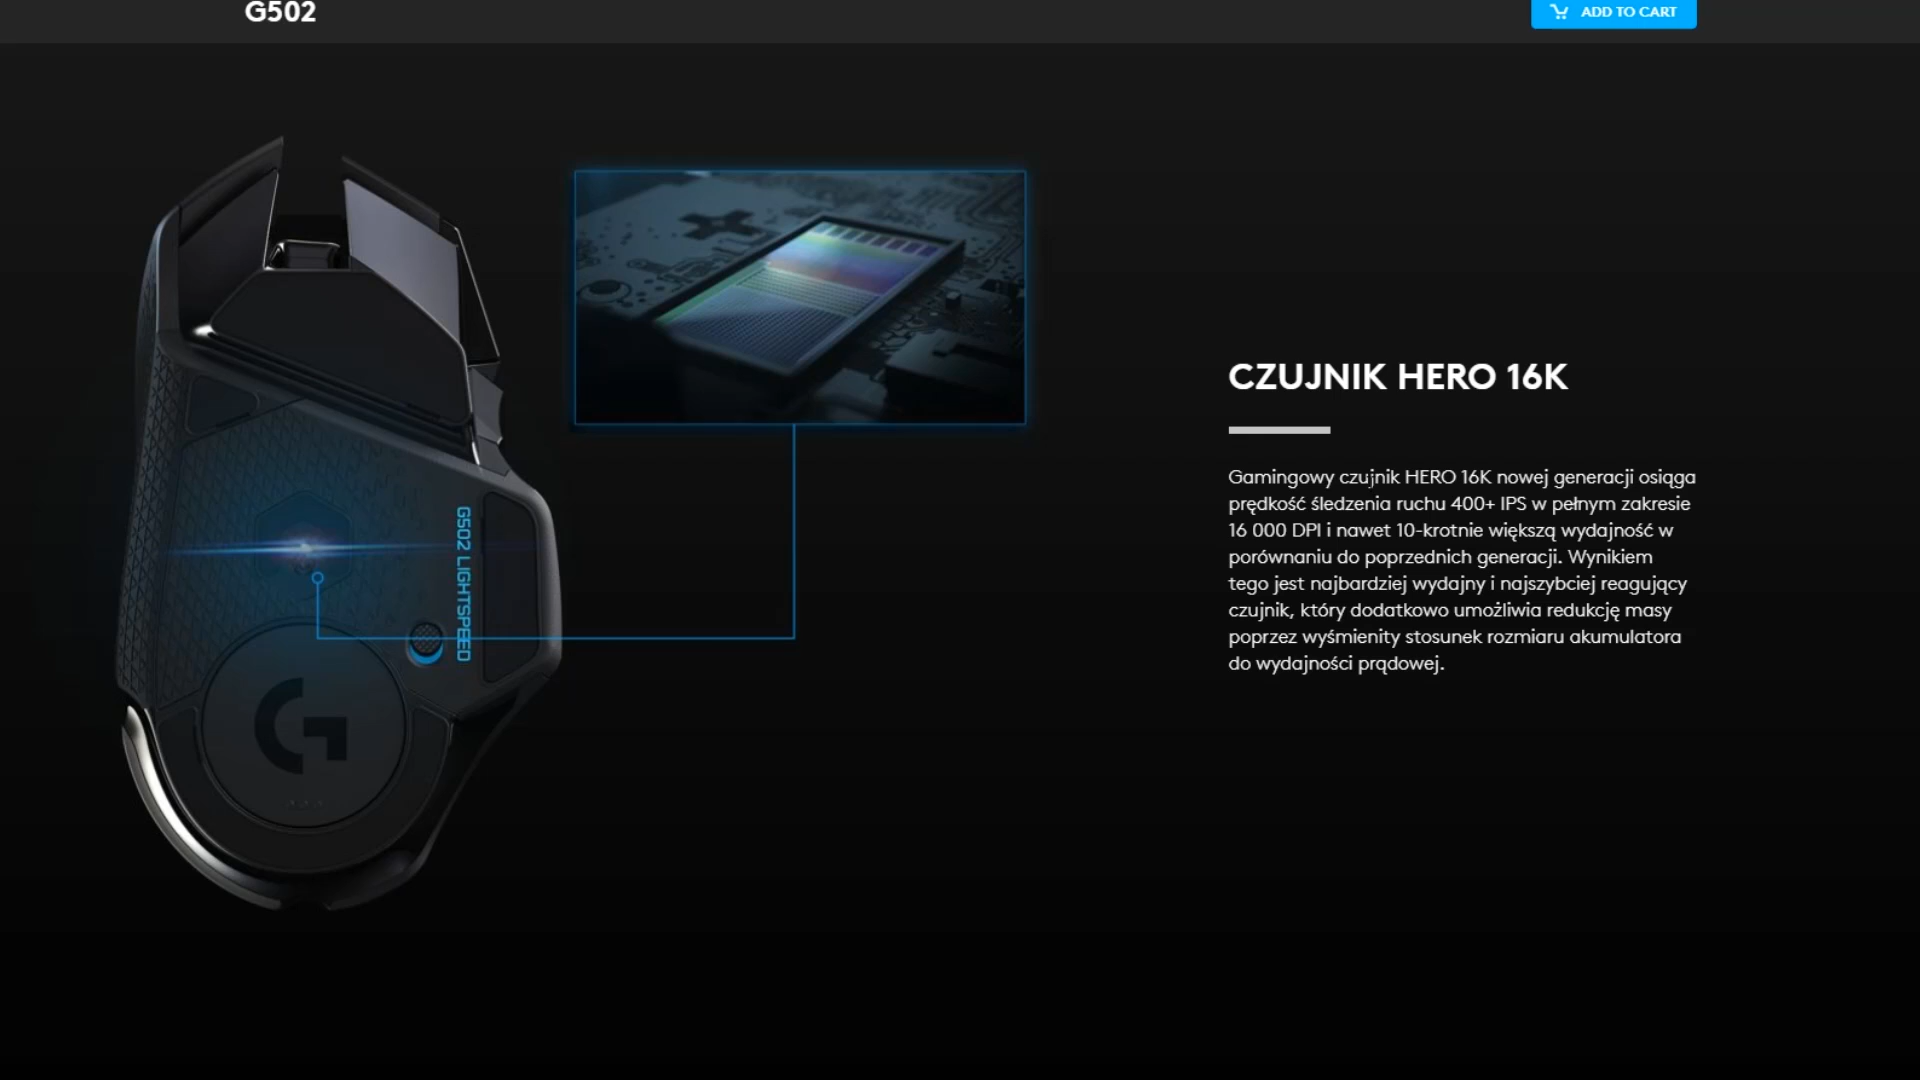 G502
ADD TO CART
G502 LIGHTSPEED
CZUJNIK HERO 16K
Gamingowy czujnik HERO 16K nowej generacji osiąga
prędkość śledzenia ruchu 400+ IPS w pełnym zakresie
16 000 DPI i nawet 10-krotnie większą wydajność w
porównaniu do poprzednich generacji. Wynikiem
tego jest najbardziej wydajny i najszybciej reagujący
czujnik, który dodatkowo umożliwia redukcję masy
poprzez wyśmienity stosunek rozmiaru akumulatora
do wydajności prądowej.